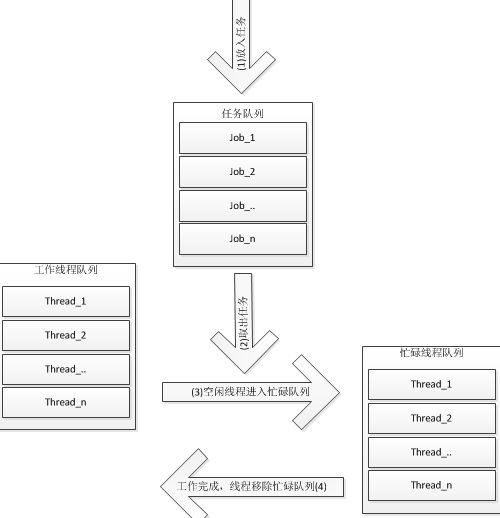 (1)放入任务
任务队列
Job_1
Job_2
Job_..
Job_n
工作线程队列
Thread_1
Thread_2
Thread_..
Thread_n
(2)取出任务
(3)空闲线程进入忙碌队列
忙碌线程队列
Thread_1
Thread_2
Thread_..
Thread_n
工作完成，线程移除忙碌队列(4)